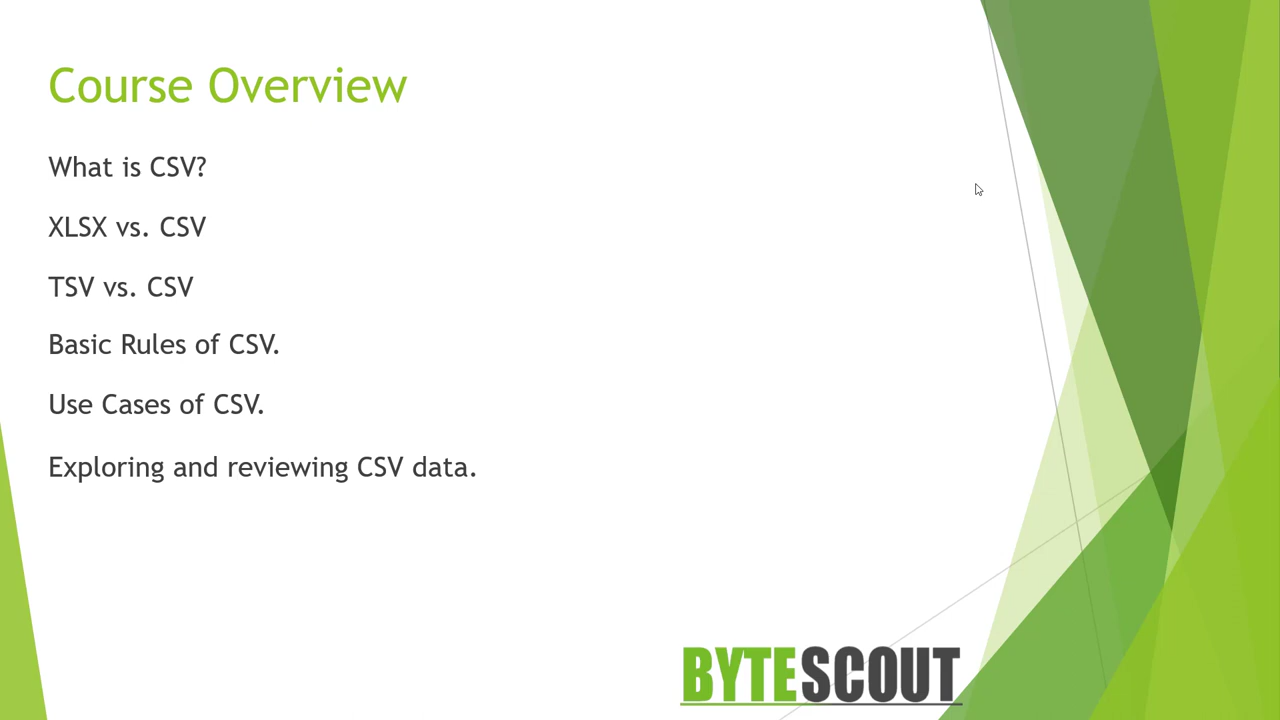 Course Overview
What is CSV?
XLSX vs. CSV
TSV vs. CSV
Basic Rules of CSV.
Use Cases of CSV.
Exploring and reviewing CSV data.
BYTESCOUT